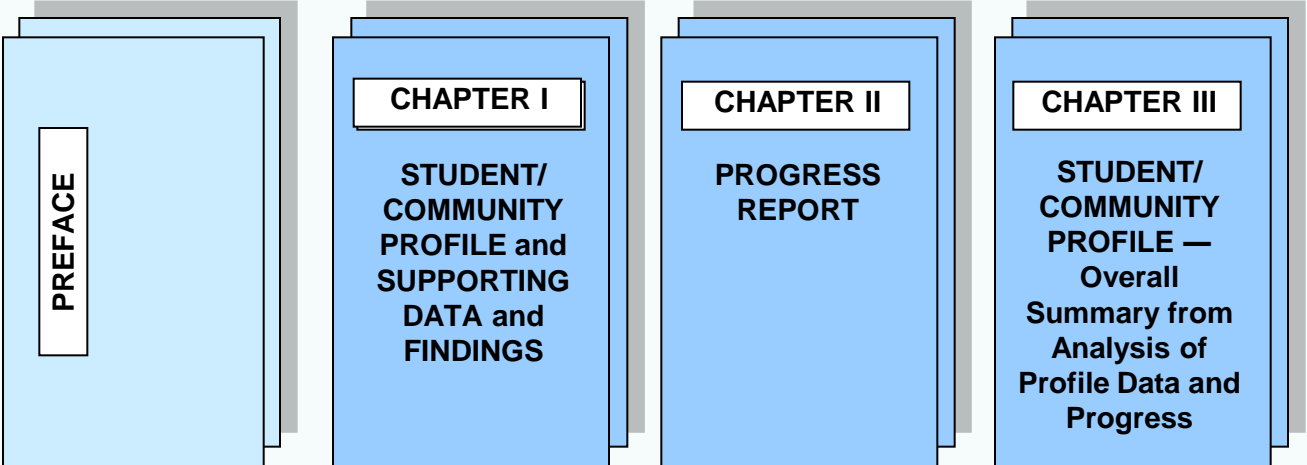 PREFACE
CHAPTER I
STUDENT/
COMMUNITY
PROFILE and
SUPPORTING
DATA and
FINDINGS
CHAPTER II
PROGRESS
REPORT
CHAPTER III
STUDENT/
COMMUNITY
PROFILE —
Overall
Summary from
Analysis of
Profile Data and
Progress